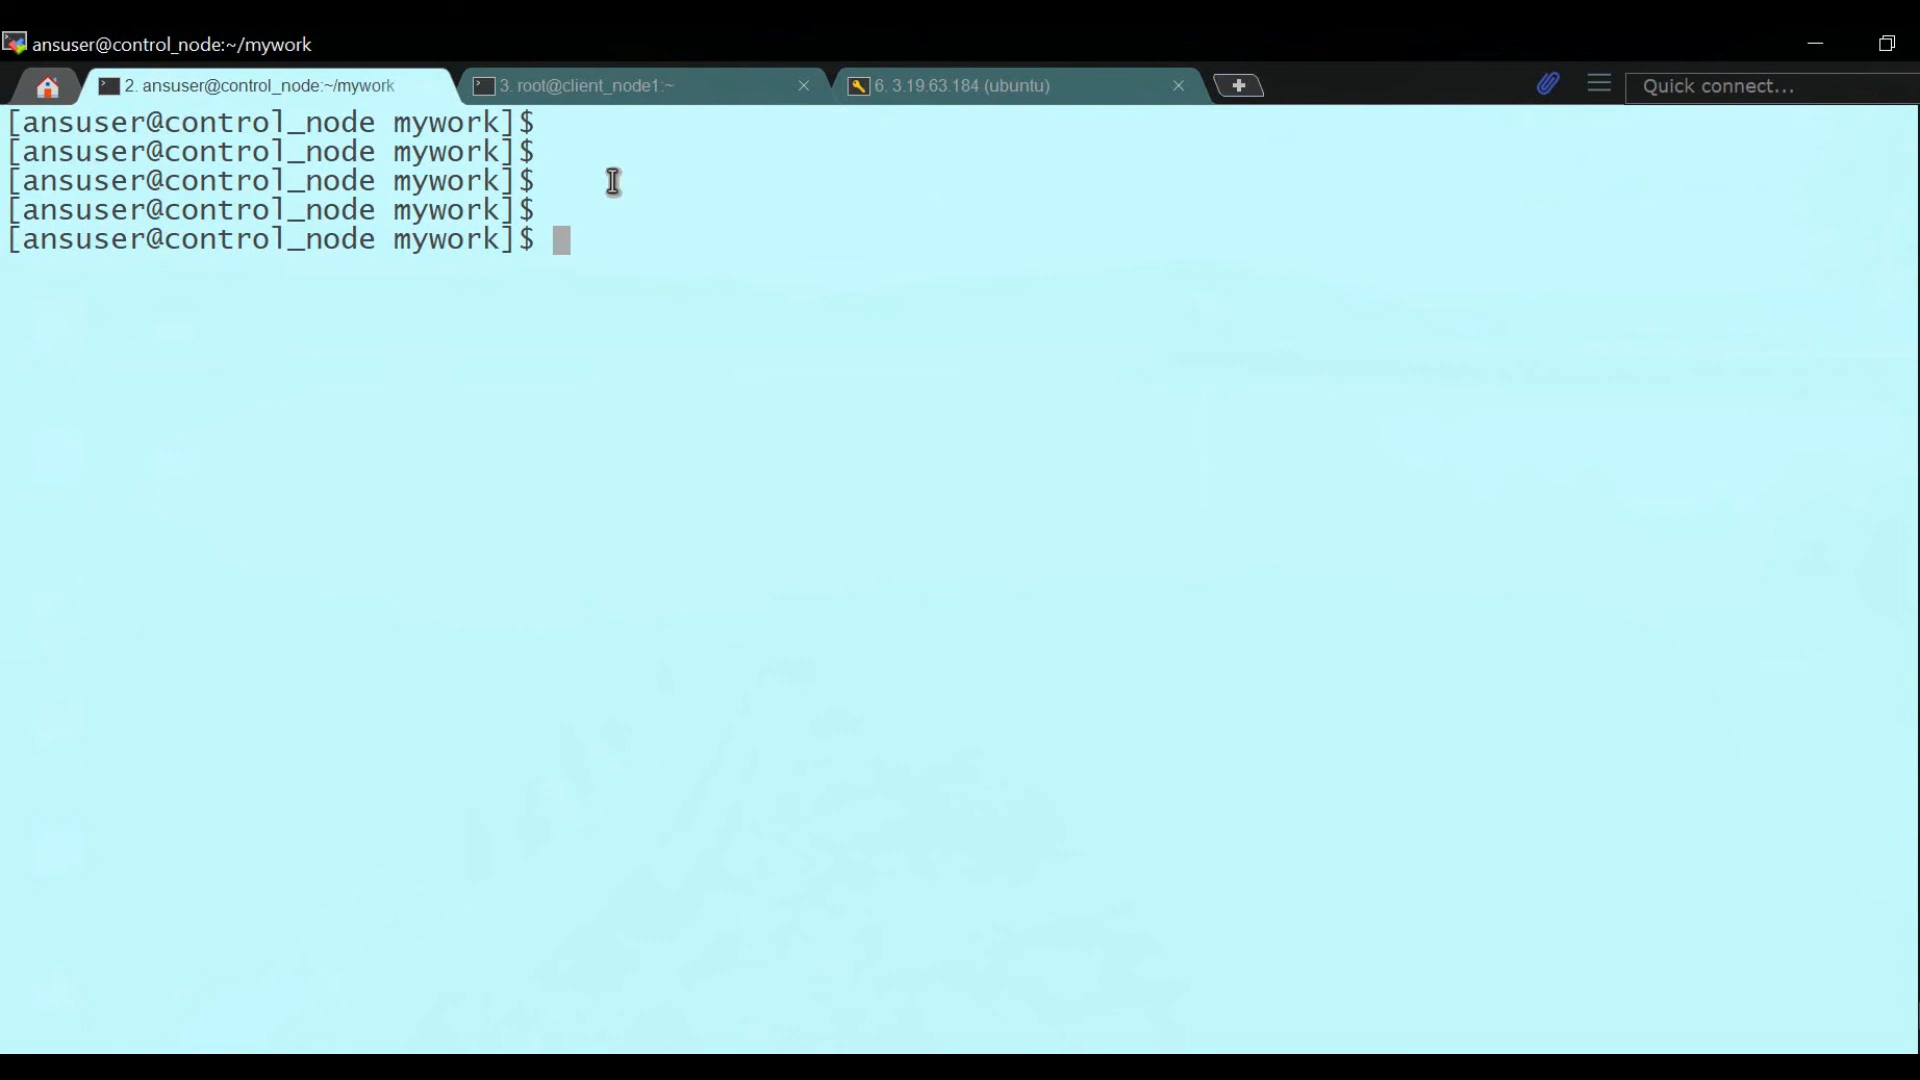 ansuser@control_node:~/mywork
2. ansuser@control_node:~/mywork
3. root@client_node1:~
6. 3.19.63.184 (ubuntu)
Quick connect...
[ansuser@control_node mywork]$
[ansuser@control_node mywork]$
[ansuser@control_node mywork]$
[ansuser@control_node mywork]$
[ansuser@control_node mywork]$